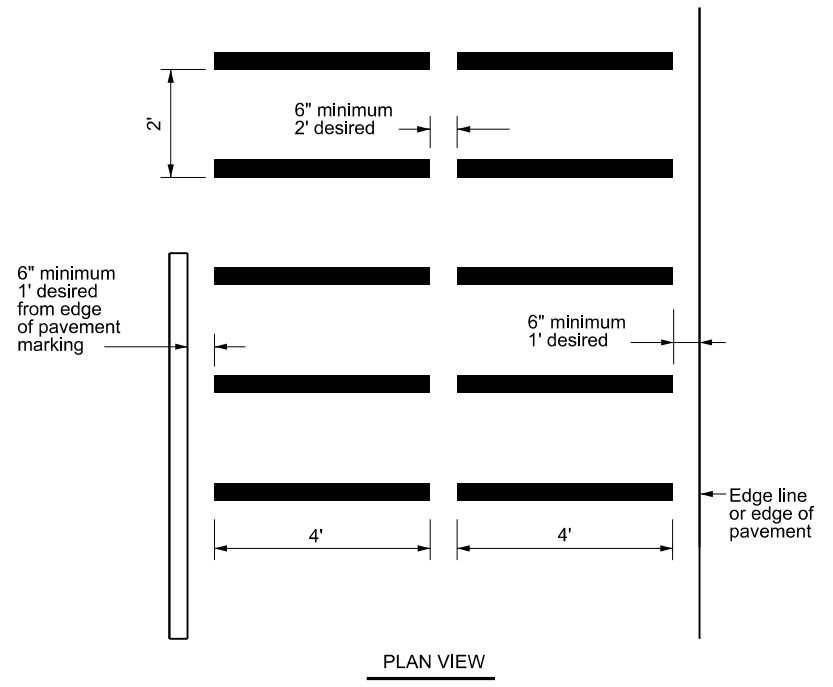 2'
6" minimum
2' desired
6" minimum
1' desired
from edge
of pavement
marking
6" minimum
1' desired
Edge line
or edge of
pavement
4'
4'
PLAN VIEW